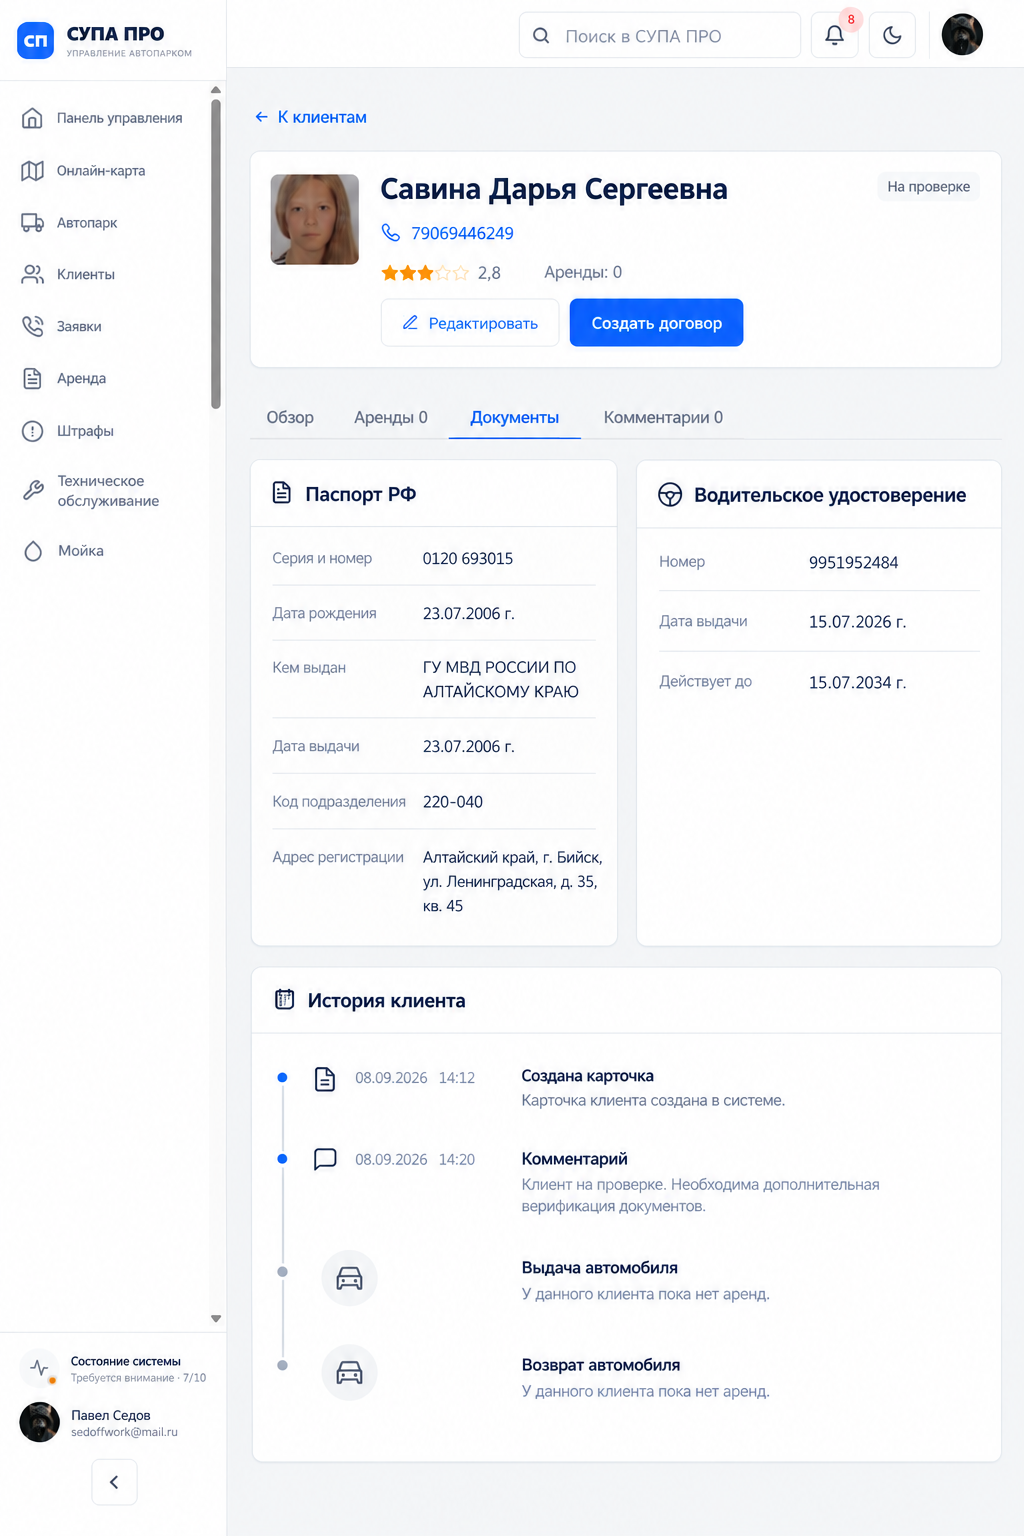 СП
СУПА ПРО
УПРАВЛЕНИЕ АВТОПАРКОМ
Поиск в СУПА ПРО
8
Панель управления
Онлайн-карта
Автопарк
Клиенты
Заявки
Аренда
Штрафы
Техническое
обслуживание
Мойка
Состояние системы
Требуется внимание · 7/10
Павел Седов
sedoffwork@mail.ru
← К клиентам
Савина Дарья Сергеевна
На проверке
79069446249
2,8
Аренды: 0
Редактировать
Создать договор
Обзор
Аренды 0
Документы
Комментарии 0
Паспорт РФ
Серия и номер 0120 693015
Дата рождения 23.07.2006 г.
Кем выдан ГУ МВД РОССИИ ПО
АЛТАЙСКОМУ КРАЮ
Дата выдачи 23.07.2006 г.
Код подразделения 220-040
Адрес регистрации Алтайский край, г. Бийск,
ул. Ленинградская, д. 35,
кв. 45
Водительское удостоверение
Номер 9951952484
Дата выдачи 15.07.2026 г.
Действует до 15.07.2034 г.
История клиента
08.09.2026 14:12 Создана карточка
Карточка клиента создана в системе.
08.09.2026 14:20 Комментарий
Клиент на проверке. Необходима дополнительная
верификация документов.
Выдача автомобиля
У данного клиента пока нет аренд.
Возврат автомобиля
У данного клиента пока нет аренд.